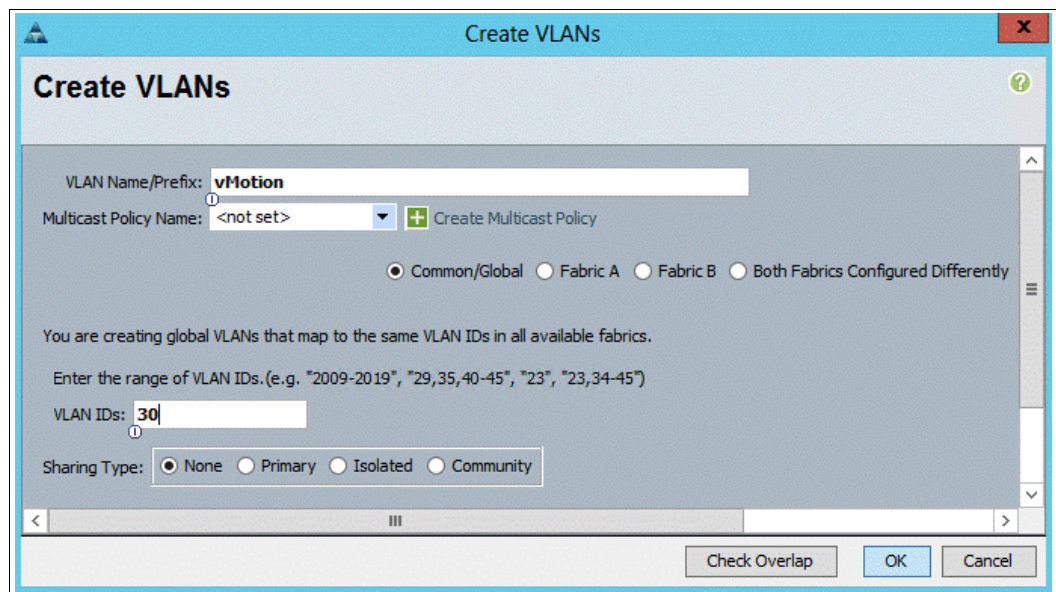 Create VLANs
x
Create VLANs
?
VLAN Name/Prefix: vMotion
Multicast Policy Name: <not set> + Create Multicast Policy
Common/Global Fabric A Fabric B Both Fabrics Configured Differently
You are creating global VLANs that map to the same VLAN IDs in all available fabrics.
Enter the range of VLAN IDs.(e.g. "2009-2019", "29,35,40-45", "23", "23,34-45")
VLAN IDs: 30
Sharing Type: None Primary Isolated Community
Check Overlap OK Cancel